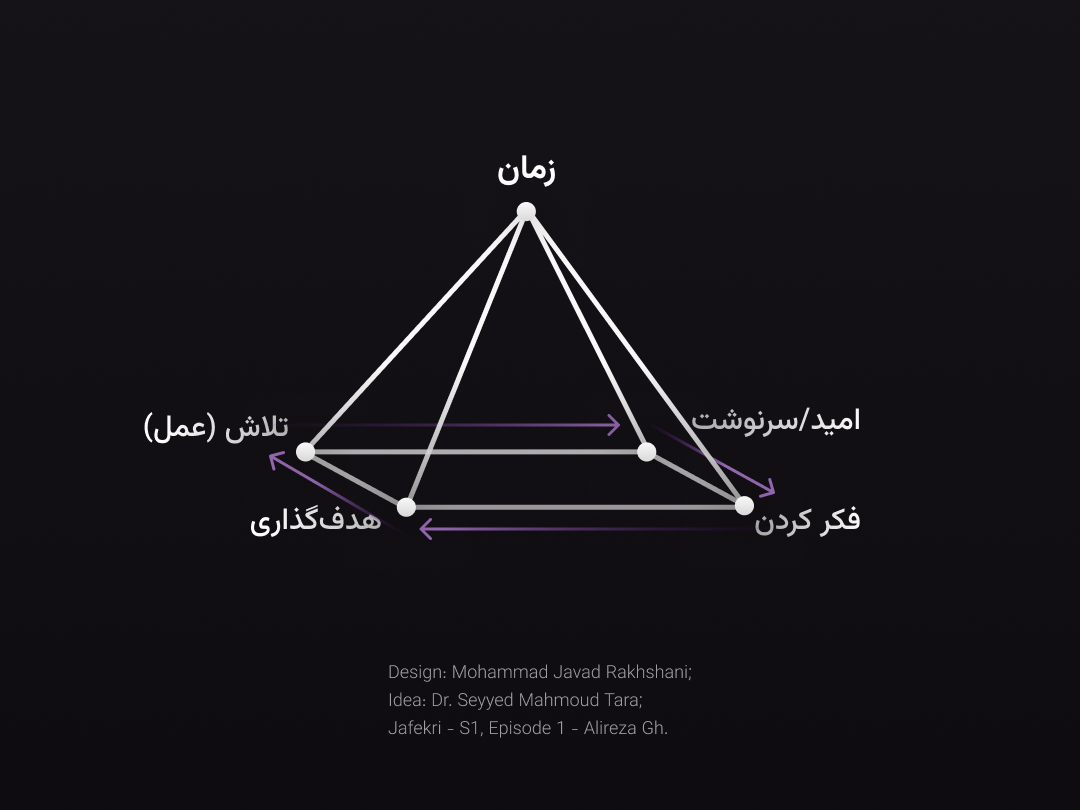 زمان
امید/سرنوشت
تلاش (عمل)
فکر کردن
هدف‌گذاری
Design: Mohammad Javad Rakhshani;
Idea: Dr. Seyyed Mahmoud Tara;
Jafekri - S1, Episode 1 - Alireza Gh.